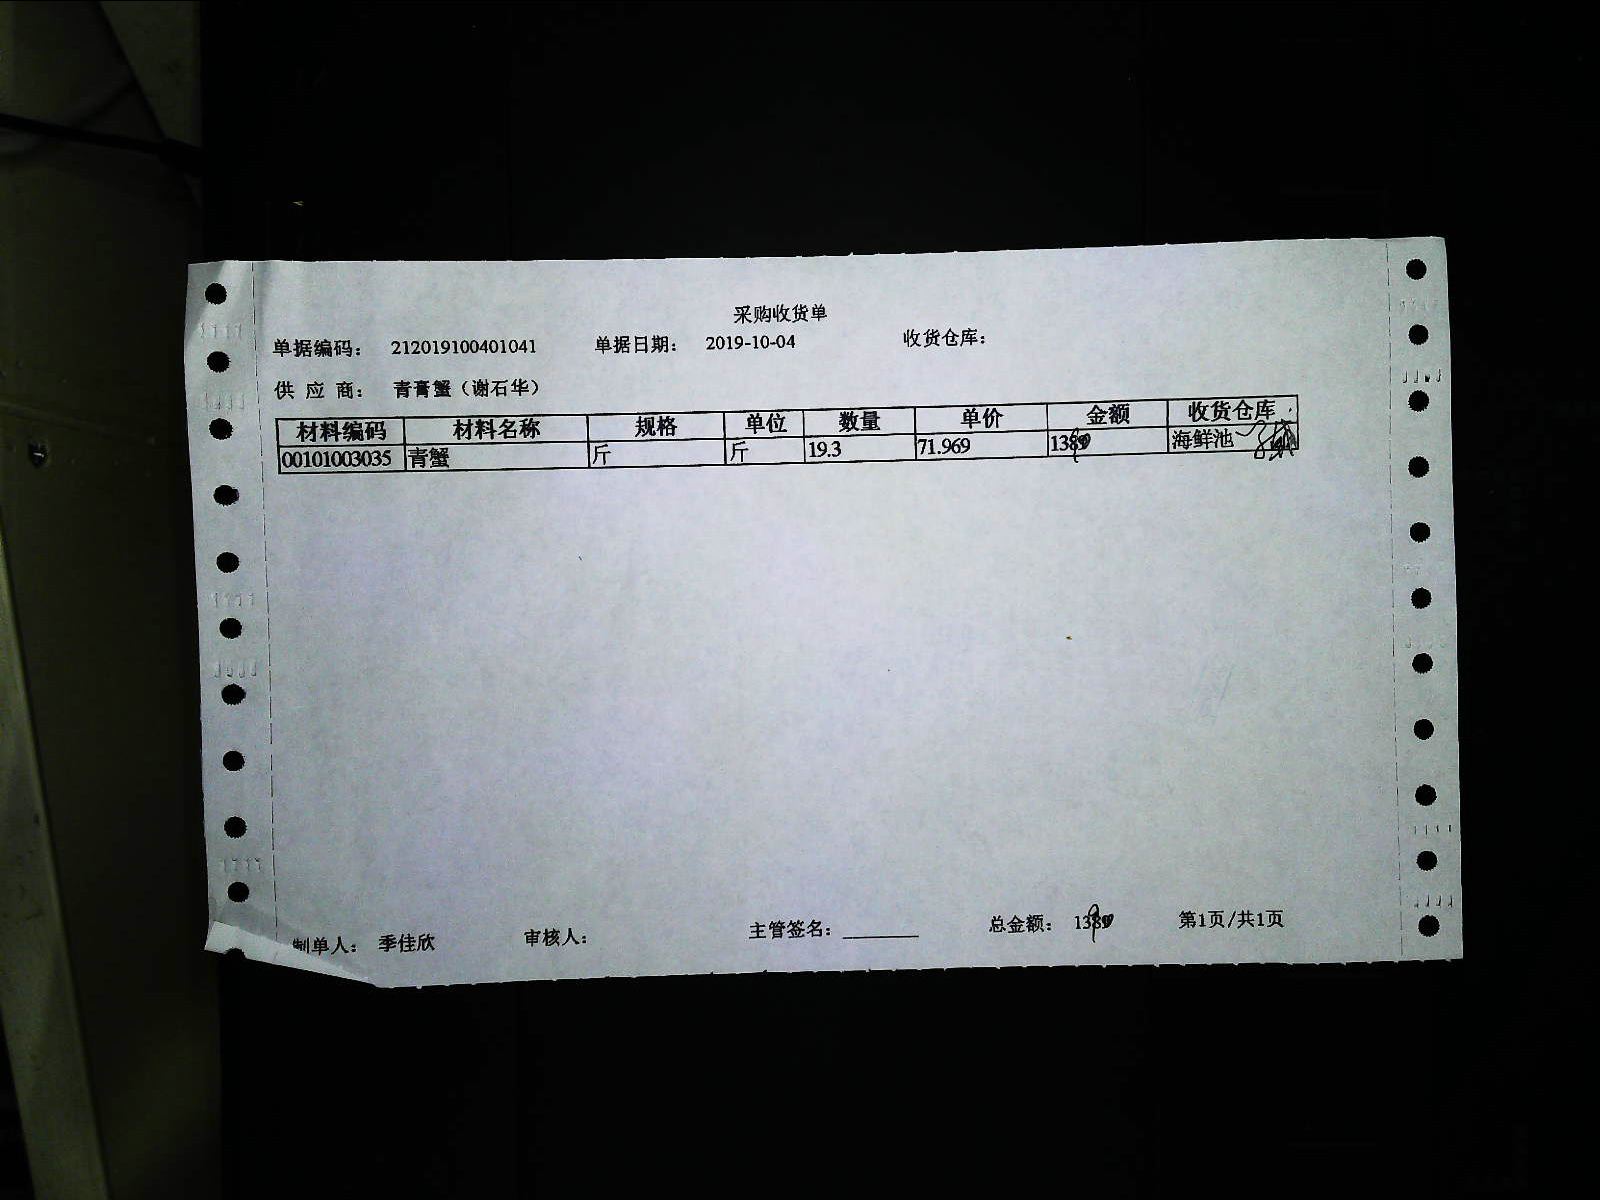 采购收货单
单据编码: 212019100401041 单据日期: 2019-10-04 收货仓库:
供应商: 青膏蟹(谢石华)
材料编码 材料名称 规格 单位 数量 单价 金额 收货仓库
00101003035 青蟹 斤 斤 19.3 71.969 海鲜池
制单人: 季佳欣 审核人: 主管签名: 总金额: 第1页/共1页